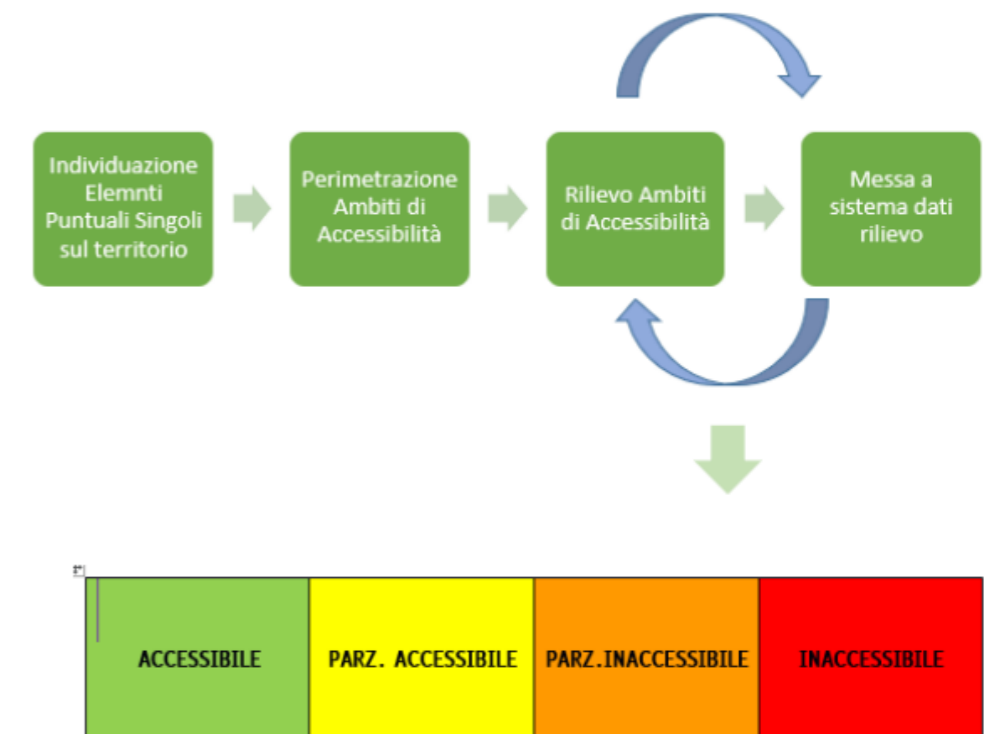 Individuazione
Elemnti
Puntuali Singoli
sul territorio
Perimetrazione
Ambiti di
Accessibilità
Rilievo Ambiti
di Accessibilità
Messa a
sistema dati
rilievo
ACCESSIBILE
PARZ. ACCESSIBILE
PARZ.INACCESSIBILE
INACCESSIBILE